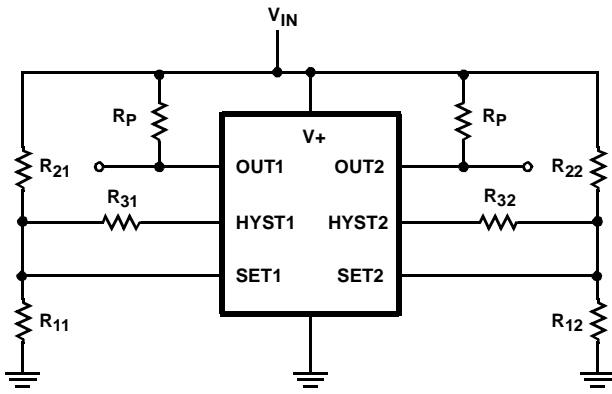 V_IN
R_P
R_P
V+
R_21
OUT1
OUT2
R_22
R_31
HYST1
HYST2
R_32
SET1
SET2
R_11
R_12